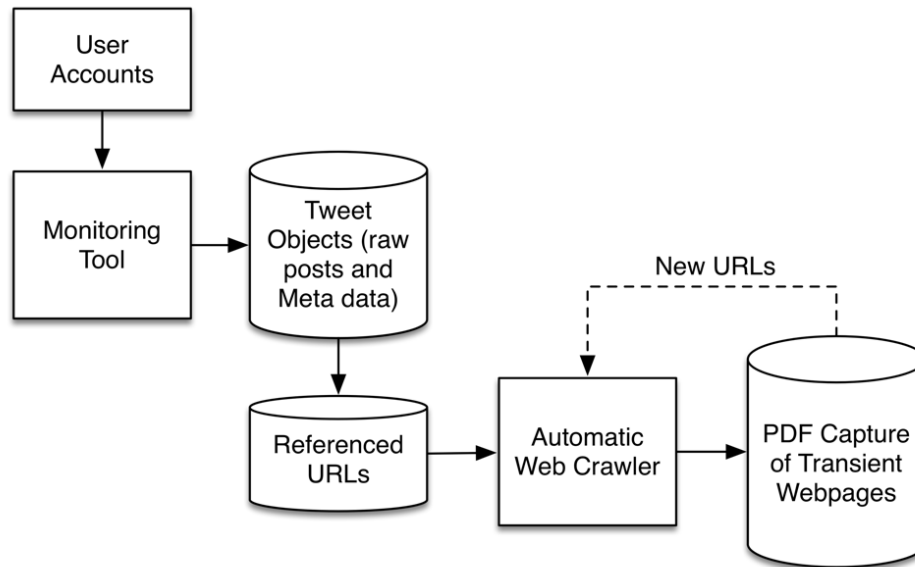 User
Accounts
Monitoring
Tool
Tweet
Objects (raw
posts and
Meta data)
Referenced
URLs
New URLs
Automatic
Web Crawler
PDF Capture
of Transient
Webpages